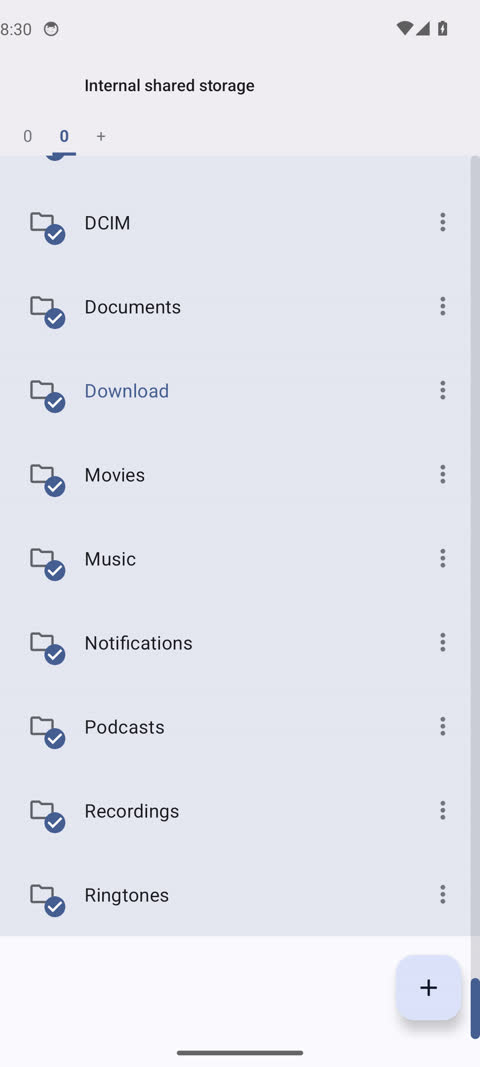 8:30
Internal shared storage
0 0 +
DCIM
Documents
Download
Movies
Music
Notifications
Podcasts
Recordings
Ringtones